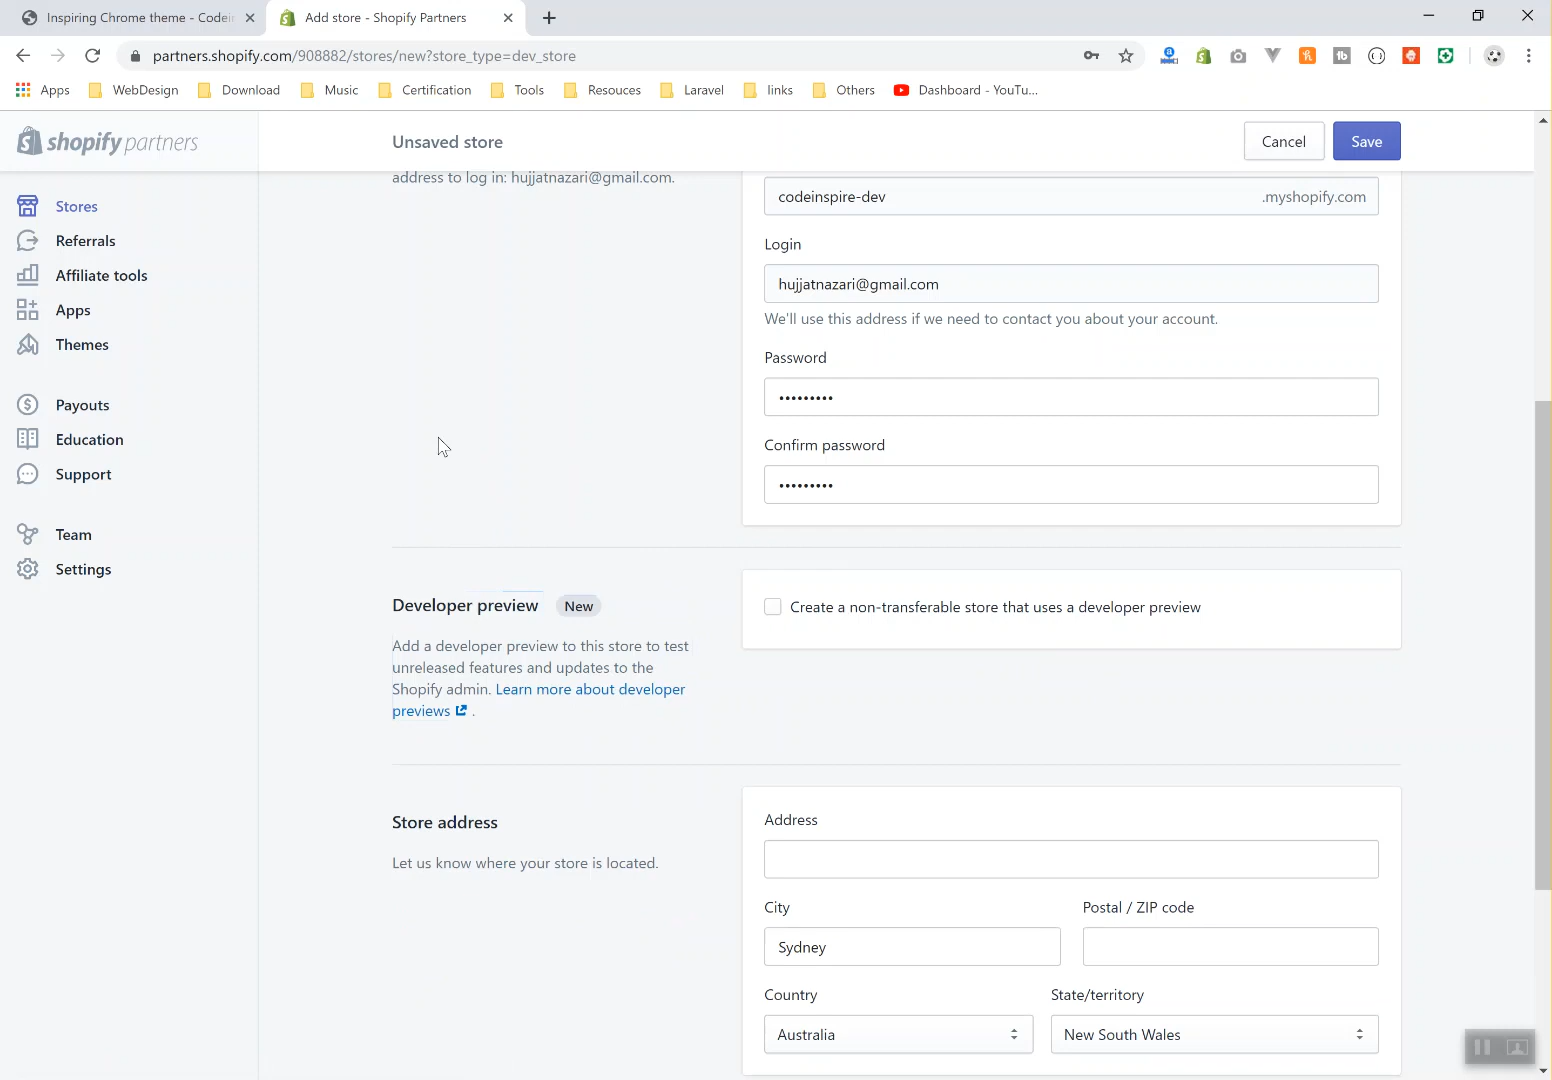 Inspiring Chrome theme - Codein
Add store - Shopify Partners
partners.shopify.com/908882/stores/new?store_type=dev_store
Apps
WebDesign
Download
Music
Certification
Tools
Resouces
Laravel
links
Others
Dashboard - YouTu...
shopify partners
Unsaved store
Cancel
Save
Stores
Referrals
Affiliate tools
Apps
Themes
Payouts
Education
Support
Team
Settings
address to log in: hujjatnazari@gmail.com.
codeinspire-dev
.myshopify.com
Login
hujjatnazari@gmail.com
We'll use this address if we need to contact you about your account.
Password
•••••••••
Confirm password
•••••••••
Developer preview
New
Add a developer preview to this store to test
unreleased features and updates to the
Shopify admin. Learn more about developer
previews .
Create a non-transferable store that uses a developer preview
Store address
Let us know where your store is located.
Address
City
Postal / ZIP code
Sydney
Country
State/territory
Australia
New South Wales